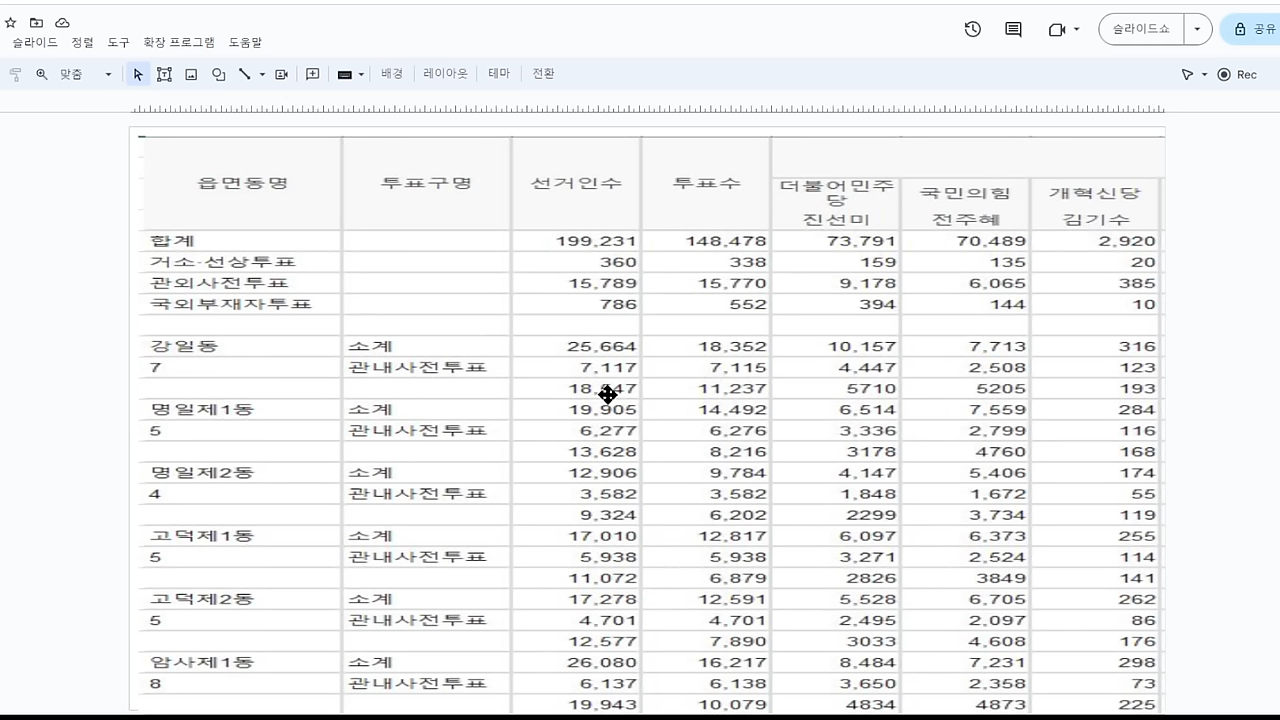 슬라이드 정렬 도구 확장 프로그램 도움말
슬라이드쇼 공유
맞춤 배경 레이아웃 테마 전환 Rec
읍면동명 투표구명 선거인수 투표수 더불어민주당 진선미 국민의힘 전주혜 개혁신당 김기수
합계 199,231 148,478 73,791 70,489 2,920
거소·선상투표 360 338 159 135 20
관외사전투표 15,789 15,770 9,178 6,065 385
국외부재자투표 786 552 394 144 10
강일동 소계 25,664 18,352 10,157 7,713 316
7 관내사전투표 7,117 7,115 4,447 2,508 123
11,237 5710 5205 193
명일제1동 소계 19,905 14,492 6,514 7,559 284
5 관내사전투표 6,277 6,276 3,336 2,799 116
13,628 8,216 3178 4760 168
명일제2동 소계 12,906 9,784 4,147 5,406 174
4 관내사전투표 3,582 3,582 1,848 1,672 55
9,324 6,202 2299 3,734 119
고덕제1동 소계 17,010 12,817 6,097 6,373 255
5 관내사전투표 5,938 5,938 3,271 2,524 114
11,072 6,879 2826 3849 141
고덕제2동 소계 17,278 12,591 5,528 6,705 262
5 관내사전투표 4,701 4,701 2,495 2,097 86
12,577 7,890 3033 4,608 176
암사제1동 소계 26,080 16,217 8,484 7,231 298
8 관내사전투표 6,137 6,138 3,650 2,358 73
19,943 10,079 4834 4873 225